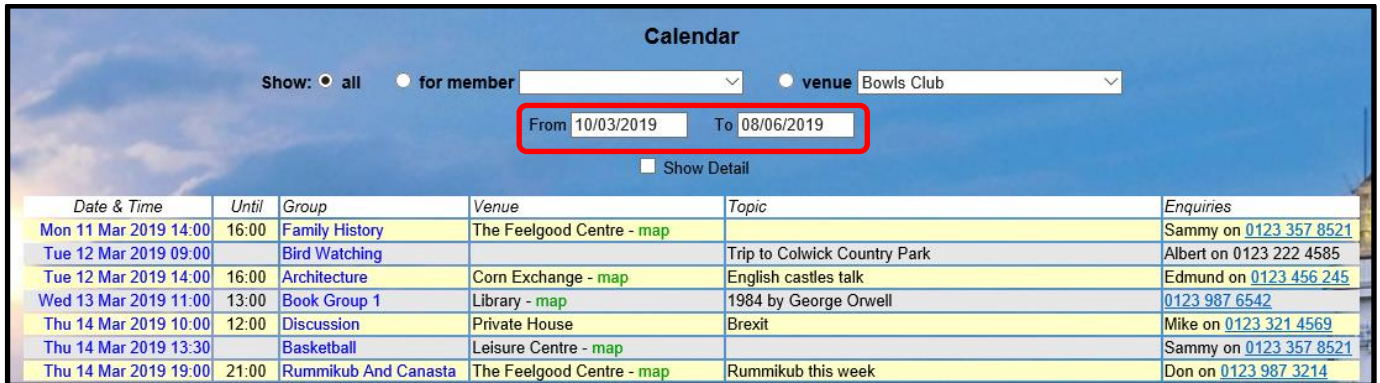 Calendar
Show: all for member venue Bowls Club
From 10/03/2019 To 08/06/2019
Show Detail
Date & Time Until Group Venue Topic Enquiries
Mon 11 Mar 2019 14:00 16:00 Family History The Feelgood Centre - map Sammy on 0123 357 8521
Tue 12 Mar 2019 09:00 Bird Watching Trip to Colwick Country Park Albert on 0123 222 4585
Tue 12 Mar 2019 14:00 16:00 Architecture Corn Exchange - map English castles talk Edmund on 0123 456 245
Wed 13 Mar 2019 11:00 13:00 Book Group 1 Library - map 1984 by George Orwell 0123 987 6542
Thu 14 Mar 2019 10:00 12:00 Discussion Private House Brexit Mike on 0123 321 4569
Thu 14 Mar 2019 13:30 Basketball Leisure Centre - map Sammy on 0123 357 8521
Thu 14 Mar 2019 19:00 21:00 Rummikub And Canasta The Feelgood Centre - map Rummikub this week Don on 0123 987 3214